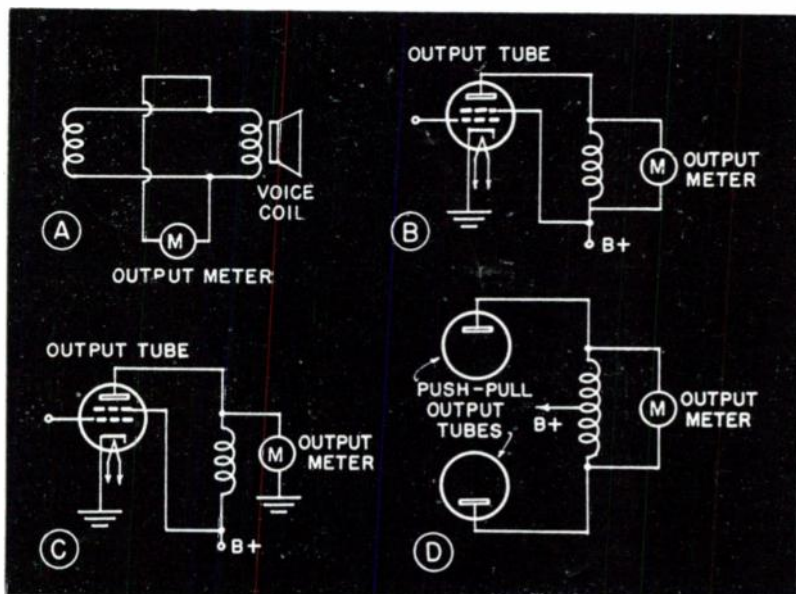 VOICE
COIL
M
OUTPUT METER
A
OUTPUT TUBE
M
OUTPUT
METER
B+
B
OUTPUT TUBE
M
OUTPUT
METER
B+
C
PUSH-PULL
OUTPUT
TUBES
B+
M
OUTPUT
METER
D